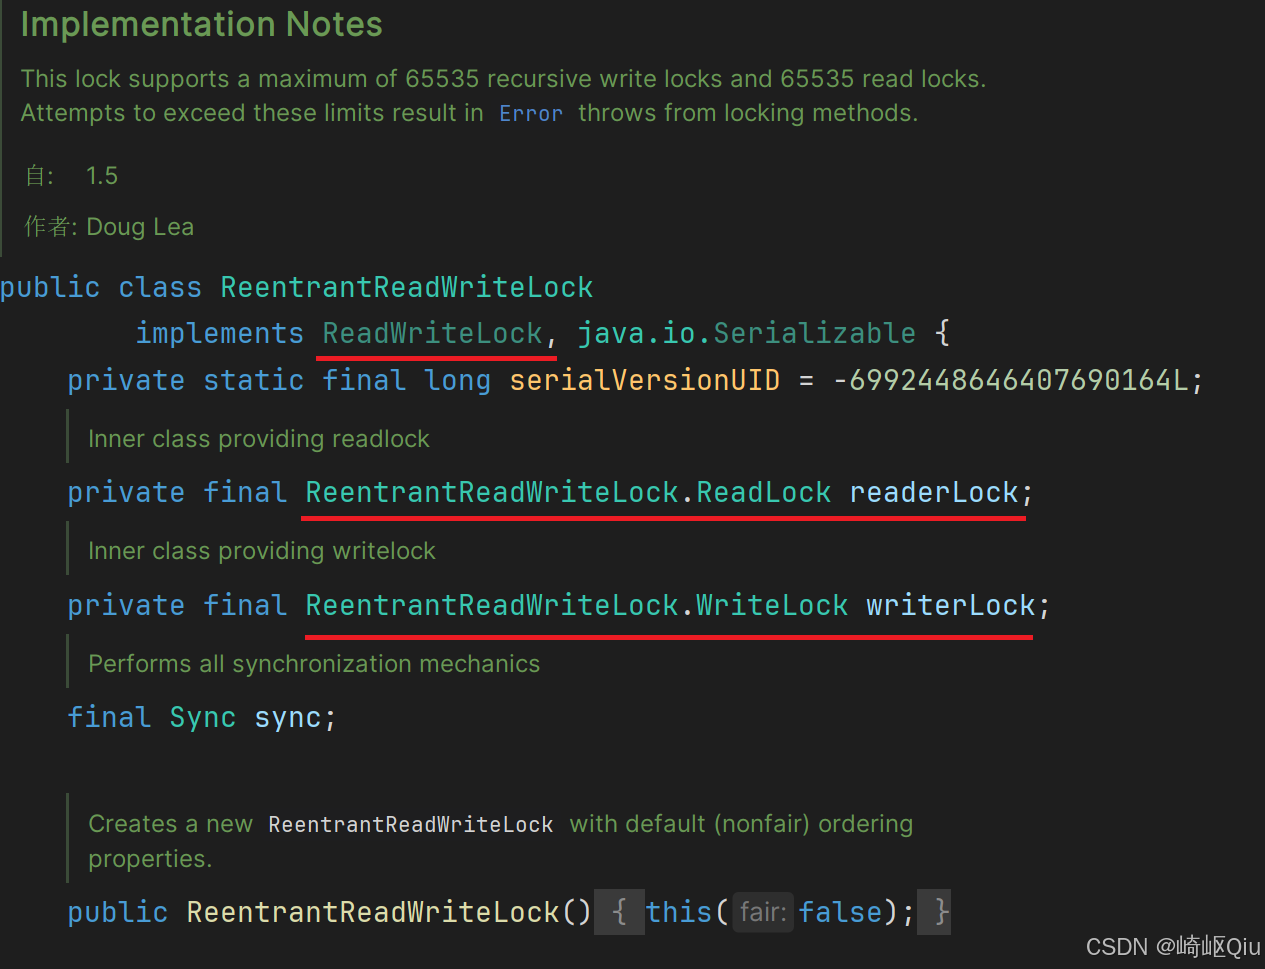 Implementation Notes
This lock supports a maximum of 65535 recursive write locks and 65535 read locks.
Attempts to exceed these limits result in Error throws from locking methods.
自: 1.5
作者: Doug Lea
public class ReentrantReadWriteLock
implements ReadWriteLock, java.io.Serializable {
private static final long serialVersionUID = -6992448646407690164L;
Inner class providing readlock
private final ReentrantReadWriteLock.ReadLock readerLock;
Inner class providing writelock
private final ReentrantReadWriteLock.WriteLock writerLock;
Performs all synchronization mechanics
final Sync sync;
Creates a new ReentrantReadWriteLock with default (nonfair) ordering
properties.
public ReentrantReadWriteLock() { this( fair: false); }
CSDN @崎岖Qiu